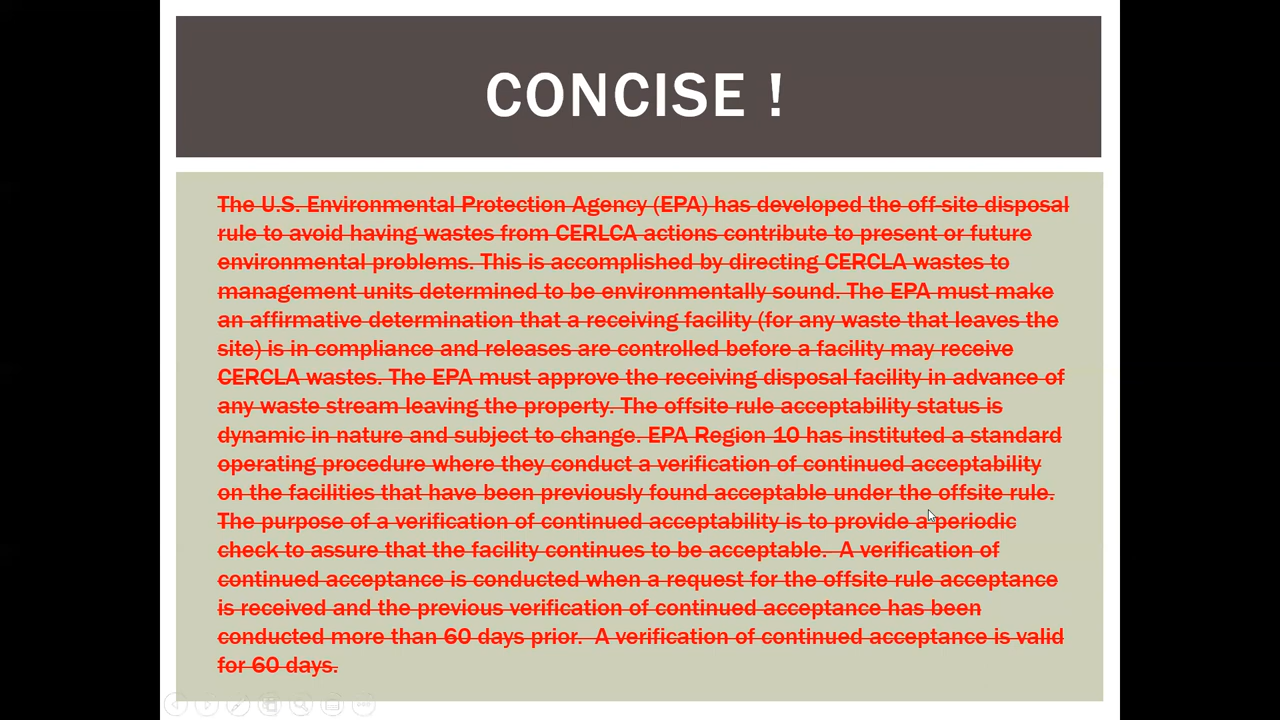 CONCISE !
The U.S. Environmental Protection Agency (EPA) has developed the off-site disposal
rule to avoid having wastes from CERLCA actions contribute to present or future
environmental problems. This is accomplished by directing CERCLA wastes to
management units determined to be environmentally sound. The EPA must make
an affirmative determination that a receiving facility (for any waste that leaves the
site) is in compliance and releases are controlled before a facility may receive
CERCLA wastes. The EPA must approve the receiving disposal facility in advance of
any waste stream leaving the property. The offsite rule acceptability status is
dynamic in nature and subject to change. EPA Region 10 has instituted a standard
operating procedure where they conduct a verification of continued acceptability
on the facilities that have been previously found acceptable under the offsite rule.
The purpose of a verification of continued acceptability is to provide a periodic
check to assure that the facility continues to be acceptable.  A verification of
continued acceptance is conducted when a request for the offsite rule acceptance
is received and the previous verification of continued acceptance has been
conducted more than 60 days prior.  A verification of continued acceptance is valid
for 60 days.